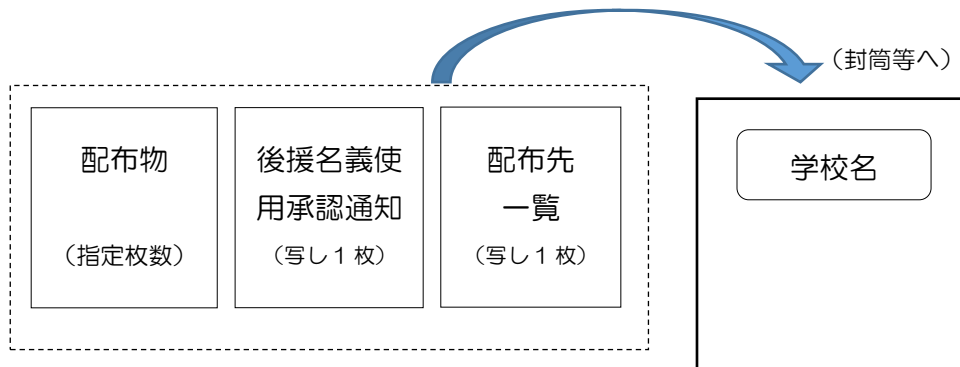 （封筒等へ）
配布物
（指定枚数）
後援名義使
用承認通知
（写し１枚）
配布先
一覧
（写し１枚）
学校名